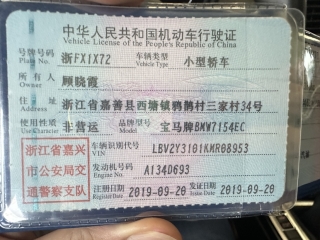 中华人民共和国机动车行驶证
Vehicle License of the People's Republic of China
号牌号码 浙FX1X72 车辆类型 小型轿车
Plate No. Vehicle Type
所有人 顾晓霞
Owner
住址 浙江省嘉善县西塘镇鸦鹊村三家村34号
Address
使用性质 非营运 品牌型号 宝马牌BMW7154EC
Use Character Model
浙江省嘉兴 车辆识别代号 LBV2Y3101KMR08953
VIN
市公安局交 发动机号码 A134D693
Engine No.
通警察支队 注册日期 2019-09-20 发证日期 2019-09-20
Register Date Issue Date